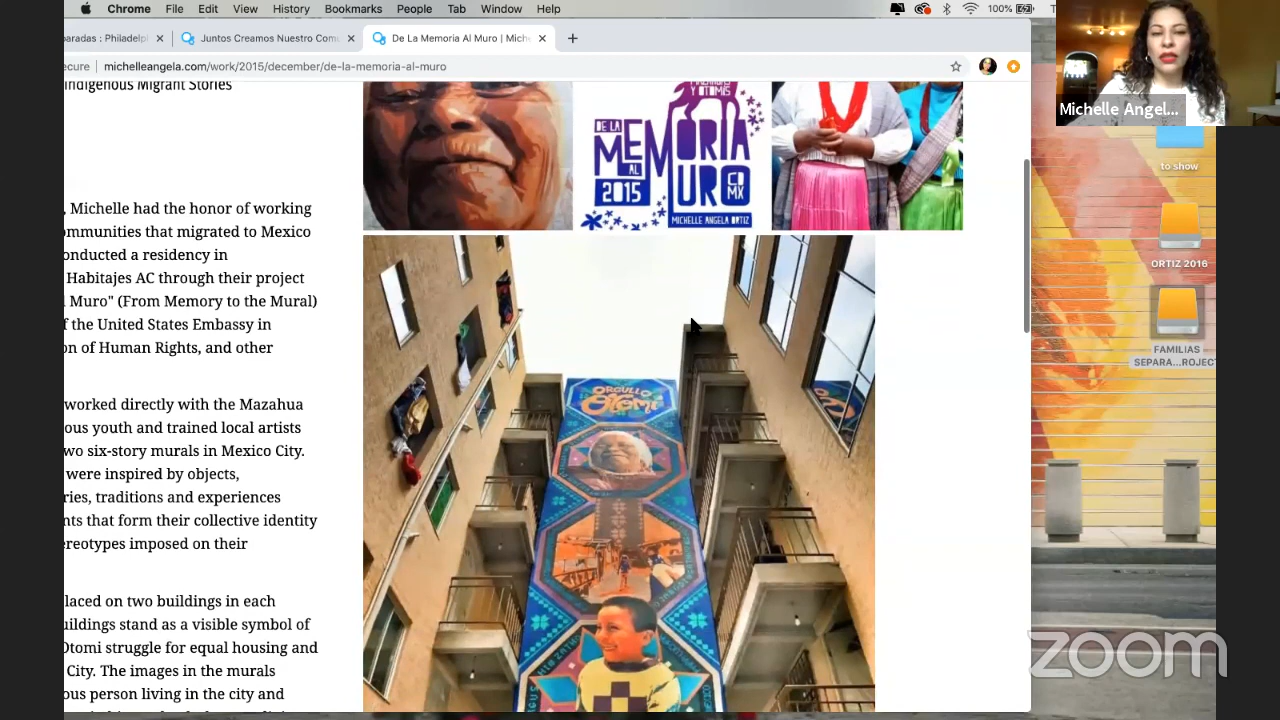 Chrome File Edit View History Bookmarks People Tab Window Help 100%
paradas : Philadelpl
Juntos Creamos Nuestro Com
De La Memoria Al Muro | Mich
ecure michelleangela.com/work/2015/december/de-la-memoria-al-muro
Indigenous Migrant Stories
, Michelle had the honor of working
ommunities that migrated to Mexico
onducted a residency in
Habitajes AC through their project
l Muro" (From Memory to the Mural)
f the United States Embassy in
on of Human Rights, and other
worked directly with the Mazahua
ous youth and trained local artists
wo six-story murals in Mexico City.
were inspired by objects,
ries, traditions and experiences
nts that form their collective identity
ereotypes imposed on their
laced on two buildings in each
uildings stand as a visible symbol of
Otomi struggle for equal housing and
City. The images in the murals
ous person living in the city and
Y OTOMÍS
DE LA
MEMORIA
AL
MURO
2015
CDMX
MICHELLE ANGELA ORTIZ
ORGULLO
OTOMI
Michelle Angel...
to show
ORTIZ 2016
FAMILIAS
SEPARA...ROJECT
zoom